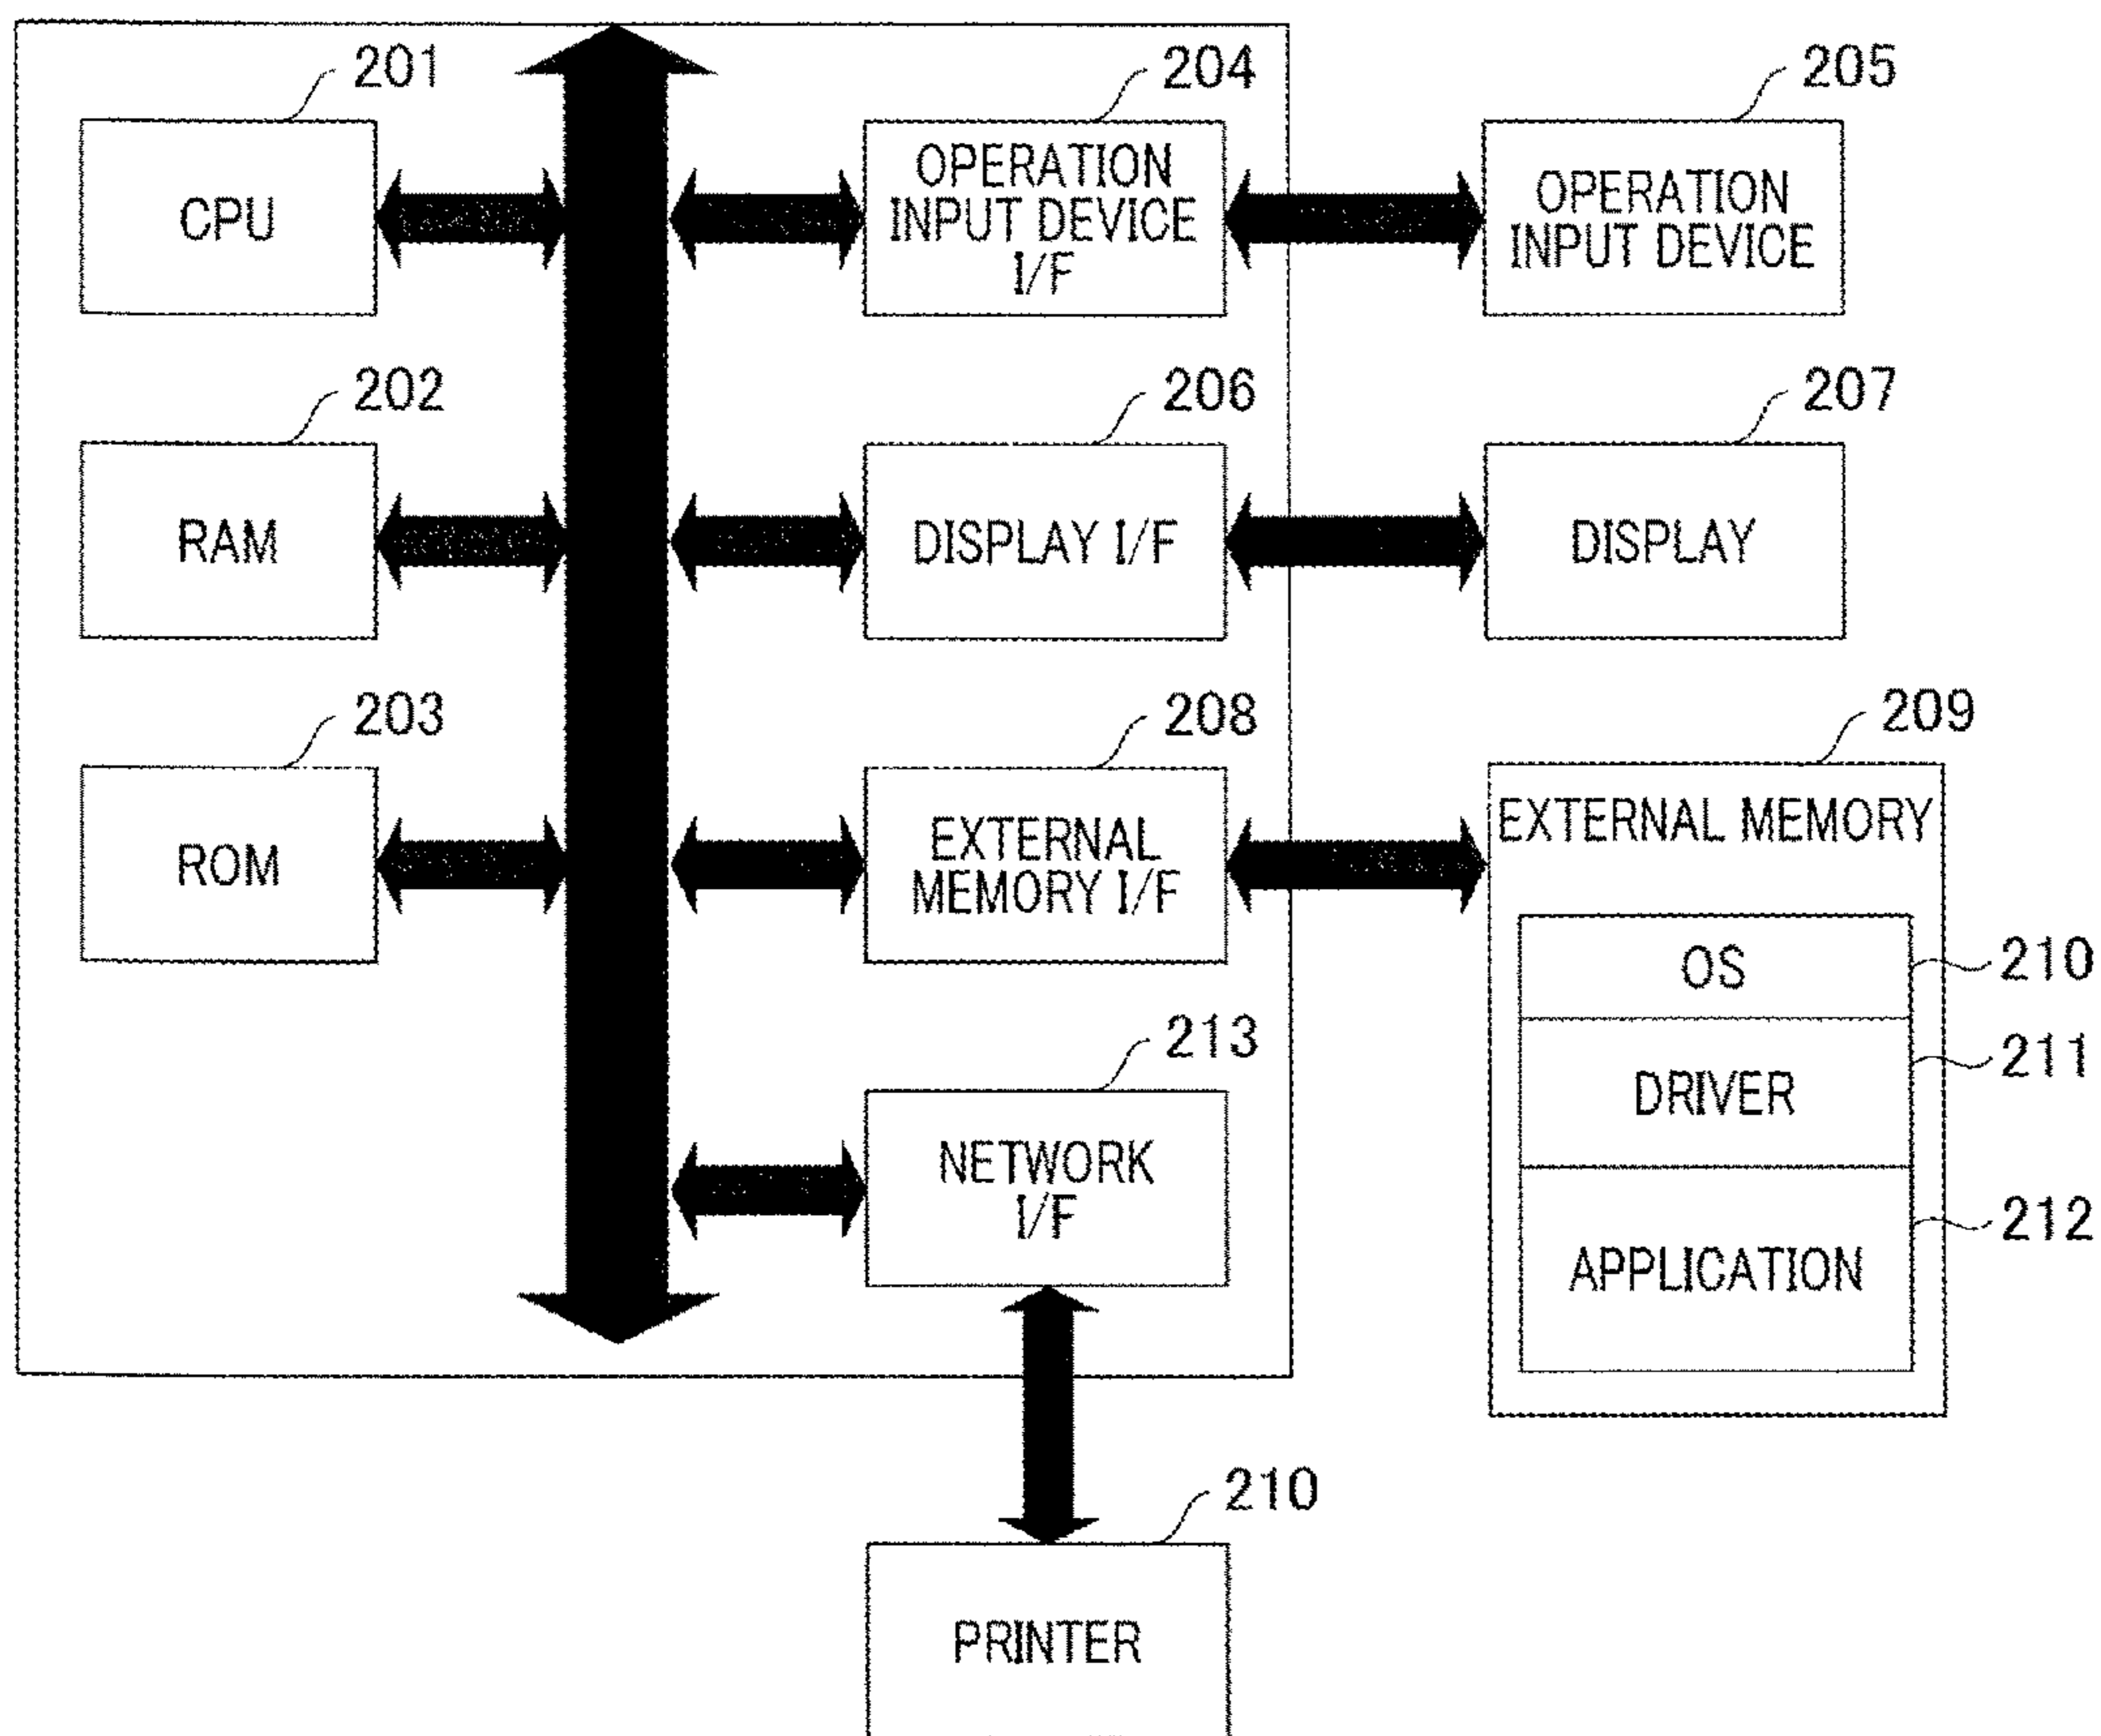 201
204
205
CPU
OPERATION
INPUT DEVICE
I/F
OPERATION
INPUT DEVICE
202
206
207
RAM
DISPLAY I/F
DISPLAY
203
208
209
ROM
EXTERNAL
MEMORY I/F
EXTERNAL MEMORY
OS
210
DRIVER
211
APPLICATION
212
213
NETWORK
I/F
210
PRINTER